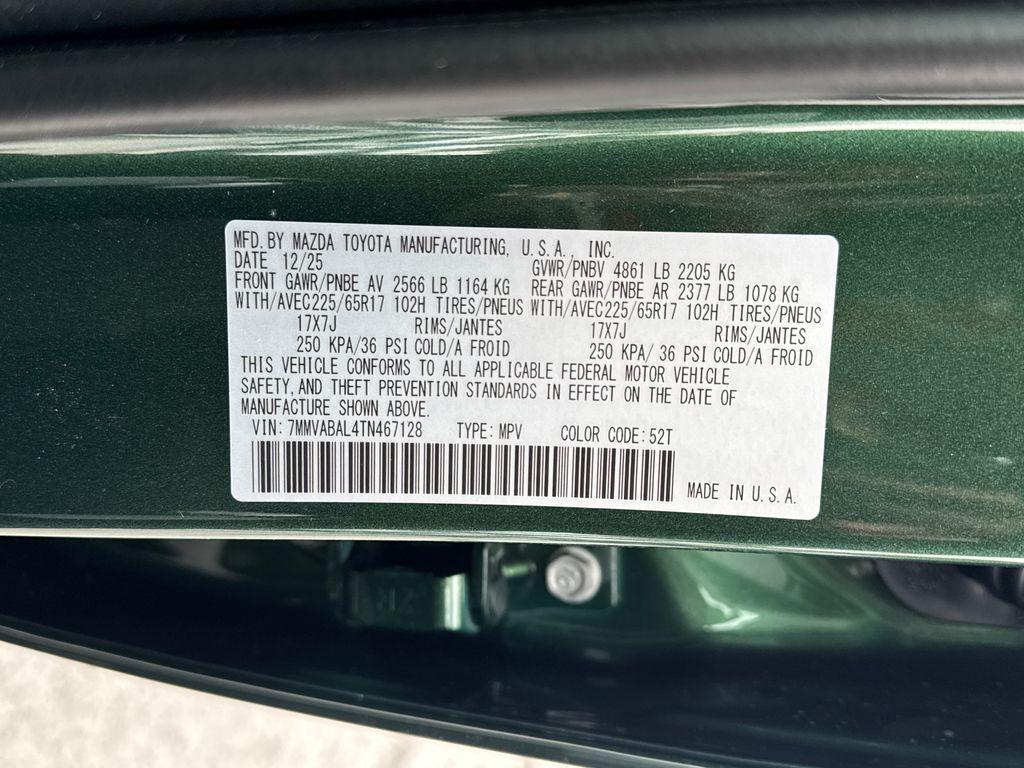 MFD. BY MAZDA TOYOTA MANUFACTURING, U.S.A., INC.
DATE 12/25 GVWR/PNBV 4861 LB 2205 KG
FRONT GAWR/PNBE AV 2566 LB 1164 KG REAR GAWR/PNBE AR 2377 LB 1078 KG
WITH/AVEC225/65R17 102H TIRES/PNEUS WITH/AVEC225/65R17 102H TIRES/PNEUS
17X7J RIMS/JANTES 17X7J RIMS/JANTES
250 KPA/36 PSI COLD/A FROID 250 KPA/ 36 PSI COLD/A FROID
THIS VEHICLE CONFORMS TO ALL APPLICABLE FEDERAL MOTOR VEHICLE
SAFETY, AND THEFT PREVENTION STANDARDS IN EFFECT ON THE DATE OF
MANUFACTURE SHOWN ABOVE.
VIN: 7MMVABAL4TN467128 TYPE: MPV COLOR CODE: 52T
MADE IN U.S.A.